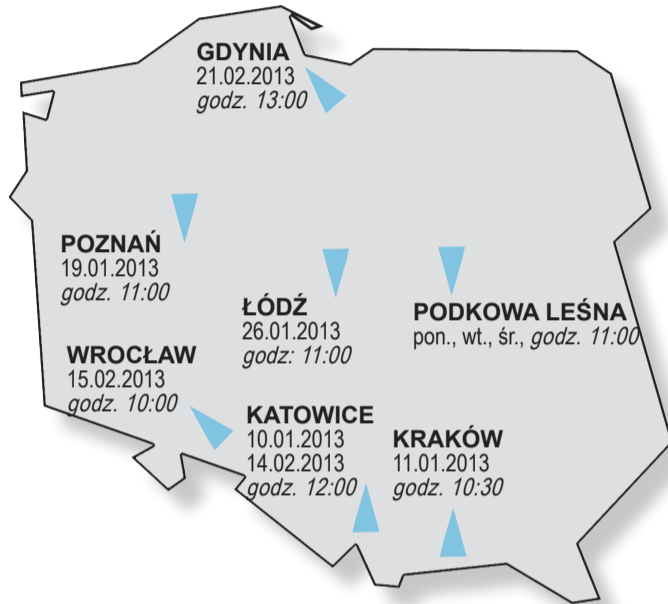 GDYNIA
21.02.2013
godz. 13:00
POZNAŃ
19.01.2013
godz. 11:00
ŁÓDŹ
26.01.2013
godz: 11:00
PODKOWA LEŚNA
pon., wt., śr., godz. 11:00
WROCŁAW
15.02.2013
godz. 10:00
KATOWICE
10.01.2013
14.02.2013
godz. 12:00
KRAKÓW
11.01.2013
godz. 10:30